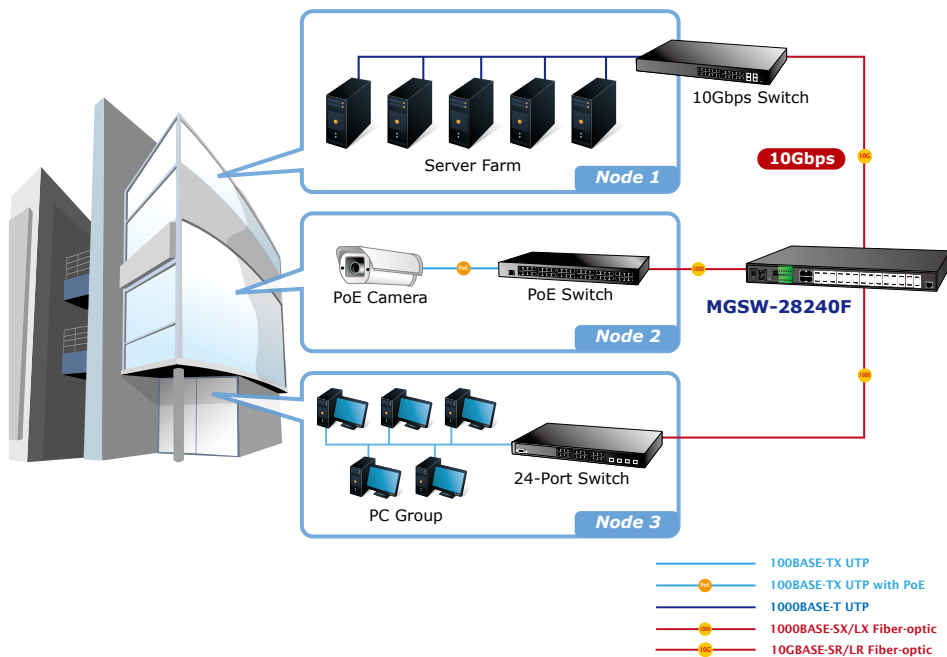 10Gbps Switch
Server Farm
Node 1
10Gbps
10G
PoE Camera
PoE
PoE Switch
1000
MGSW-28240F
Node 2
1000
24-Port Switch
PC Group
Node 3
100BASE-TX UTP
PoE
100BASE-TX UTP with PoE
1000BASE-T UTP
1000
1000BASE-SX/LX Fiber-optic
10G
10GBASE-SR/LR Fiber-optic